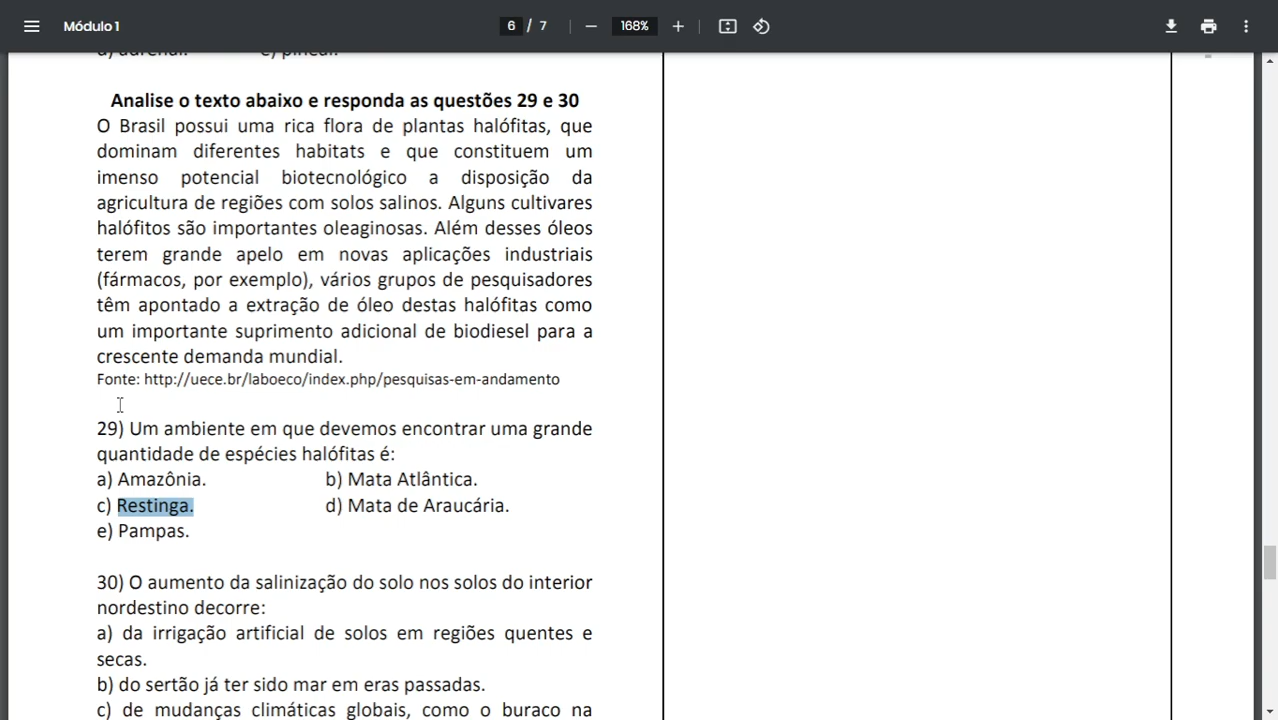 Módulo 1
6 / 7
168%
a) adrenal. e) pineal.
Analise o texto abaixo e responda as questões 29 e 30
O Brasil possui uma rica flora de plantas halófitas, que
dominam diferentes habitats e que constituem um
imenso potencial biotecnológico a disposição da
agricultura de regiões com solos salinos. Alguns cultivares
halófitos são importantes oleaginosas. Além desses óleos
terem grande apelo em novas aplicações industriais
(fármacos, por exemplo), vários grupos de pesquisadores
têm apontado a extração de óleo destas halófitas como
um importante suprimento adicional de biodiesel para a
crescente demanda mundial.
Fonte: http://uece.br/laboeco/index.php/pesquisas-em-andamento
29) Um ambiente em que devemos encontrar uma grande
quantidade de espécies halófitas é:
a) Amazônia. b) Mata Atlântica.
c) Restinga. d) Mata de Araucária.
e) Pampas.
30) O aumento da salinização do solo nos solos do interior
nordestino decorre:
a) da irrigação artificial de solos em regiões quentes e
secas.
b) do sertão já ter sido mar em eras passadas.
c) de mudanças climáticas globais, como o buraco na